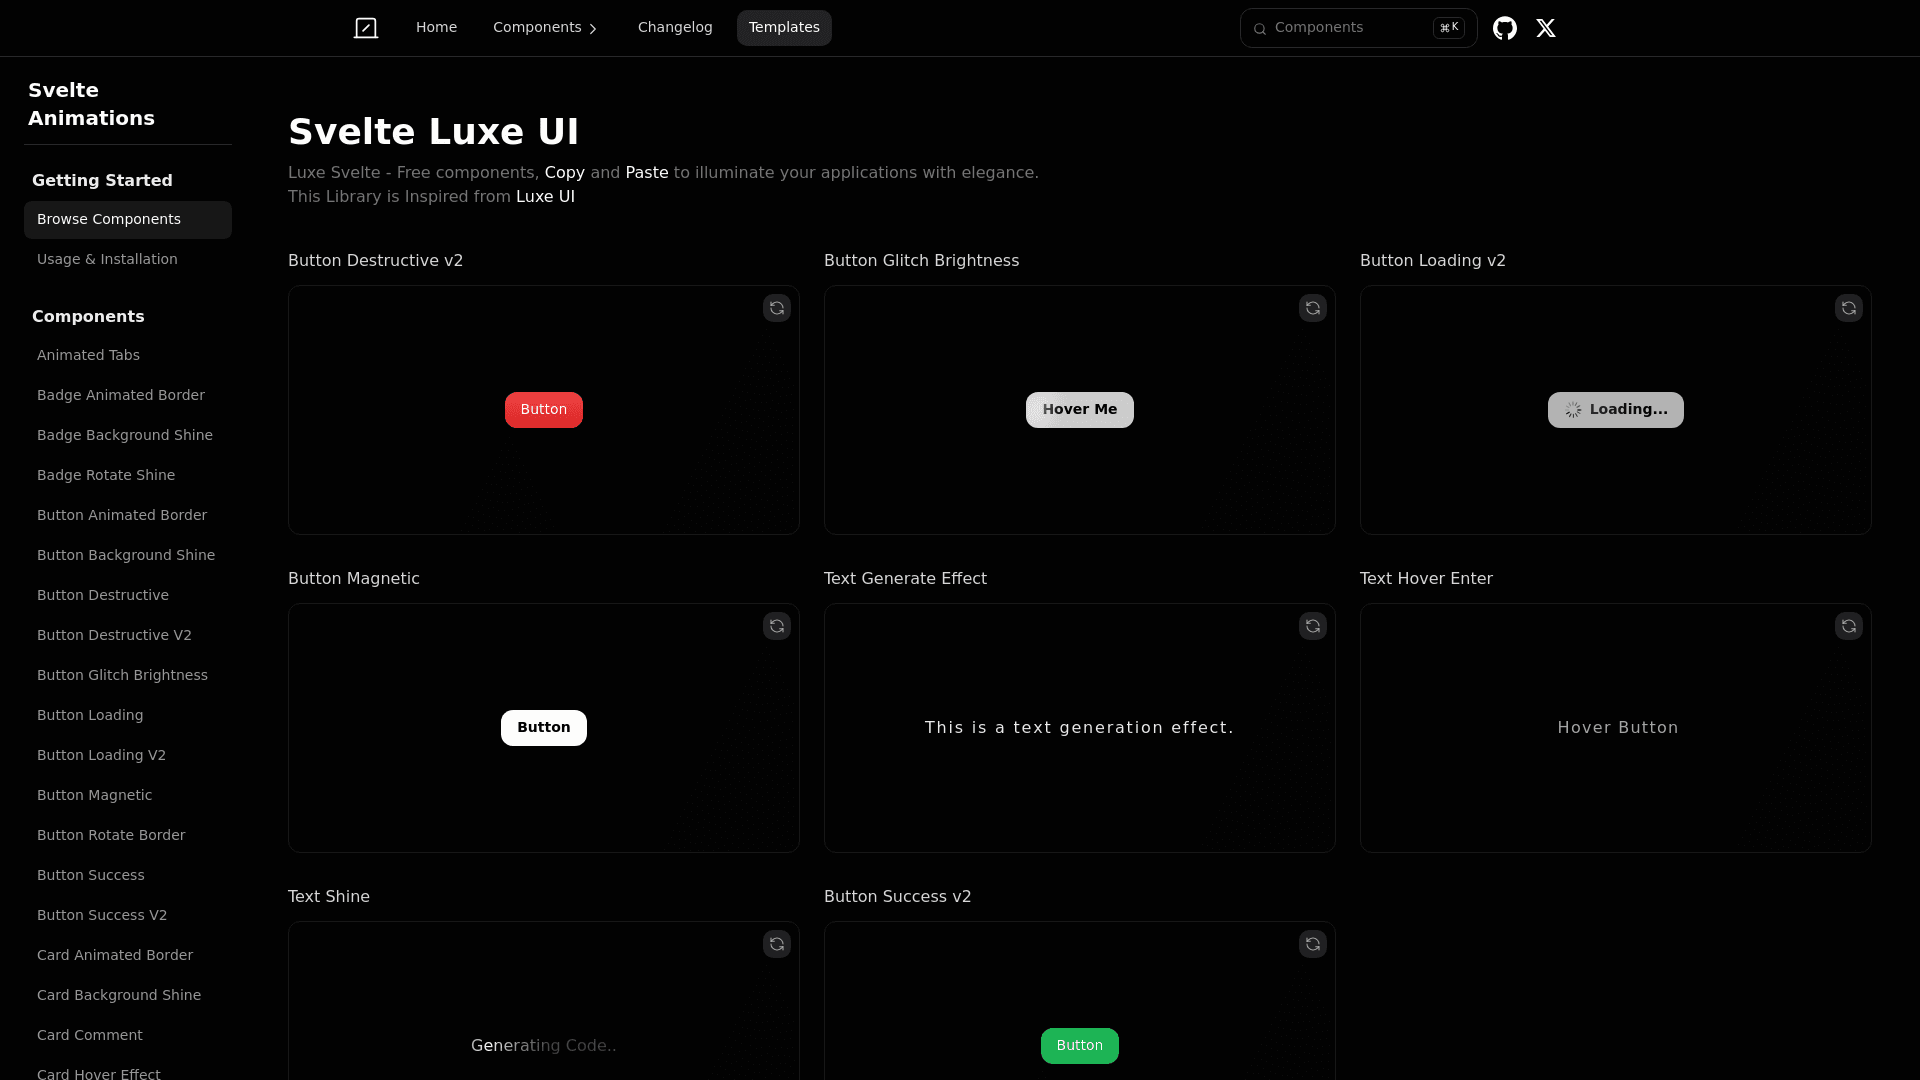 Home
Components
Changelog
Templates
Components
⌘K
Svelte
Animations
Getting Started
Browse Components
Usage & Installation
Components
Animated Tabs
Badge Animated Border
Badge Background Shine
Badge Rotate Shine
Button Animated Border
Button Background Shine
Button Destructive
Button Destructive V2
Button Glitch Brightness
Button Loading
Button Loading V2
Button Magnetic
Button Rotate Border
Button Success
Button Success V2
Card Animated Border
Card Background Shine
Card Comment
Card Hover Effect
Svelte Luxe UI
Luxe Svelte - Free components, Copy and Paste to illuminate your applications with elegance.
This Library is Inspired from Luxe UI
Button Destructive v2
Button
Button Glitch Brightness
Hover Me
Button Loading v2
Loading...
Button Magnetic
Button
Text Generate Effect
This is a text generation effect.
Text Hover Enter
Hover Button
Text Shine
Generating Code..
Button Success v2
Button